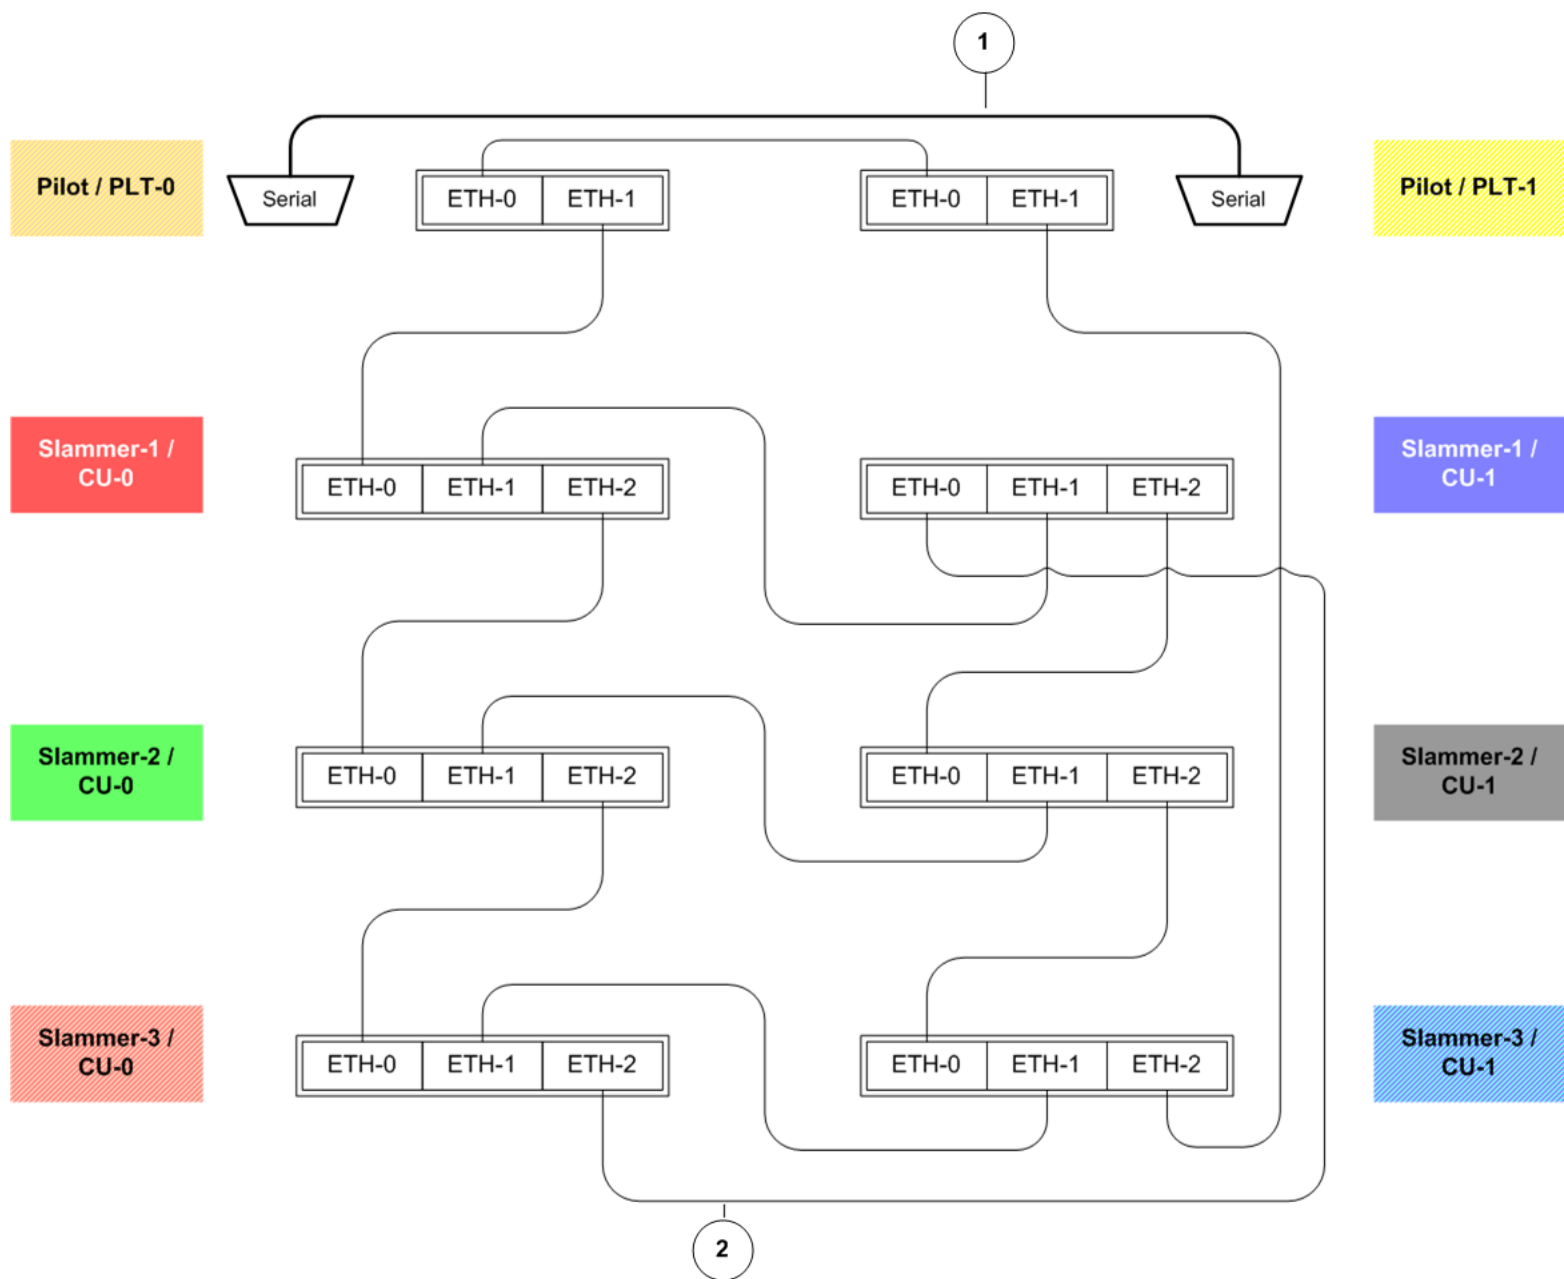 1
Pilot / PLT-0
Serial
ETH-0
ETH-1
ETH-0
ETH-1
Serial
Pilot / PLT-1
Slammer-1 /
CU-0
ETH-0
ETH-1
ETH-2
ETH-0
ETH-1
ETH-2
Slammer-1 /
CU-1
Slammer-2 /
CU-0
ETH-0
ETH-1
ETH-2
ETH-0
ETH-1
ETH-2
Slammer-2 /
CU-1
Slammer-3 /
CU-0
ETH-0
ETH-1
ETH-2
ETH-0
ETH-1
ETH-2
Slammer-3 /
CU-1
2